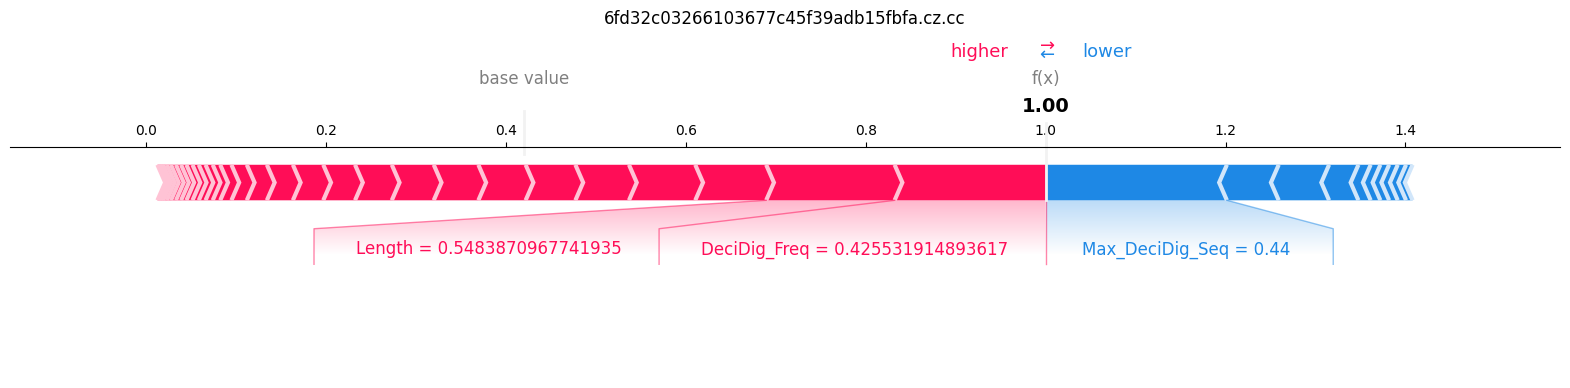 6fd32c03266103677c45f39adb15fbfa.cz.cc
higher ⇄ lower
base value f(x)
1.00
0.0 0.2 0.4 0.6 0.8 1.0 1.2 1.4
Length = 0.5483870967741935 DeciDig_Freq = 0.425531914893617 Max_DeciDig_Seq = 0.44